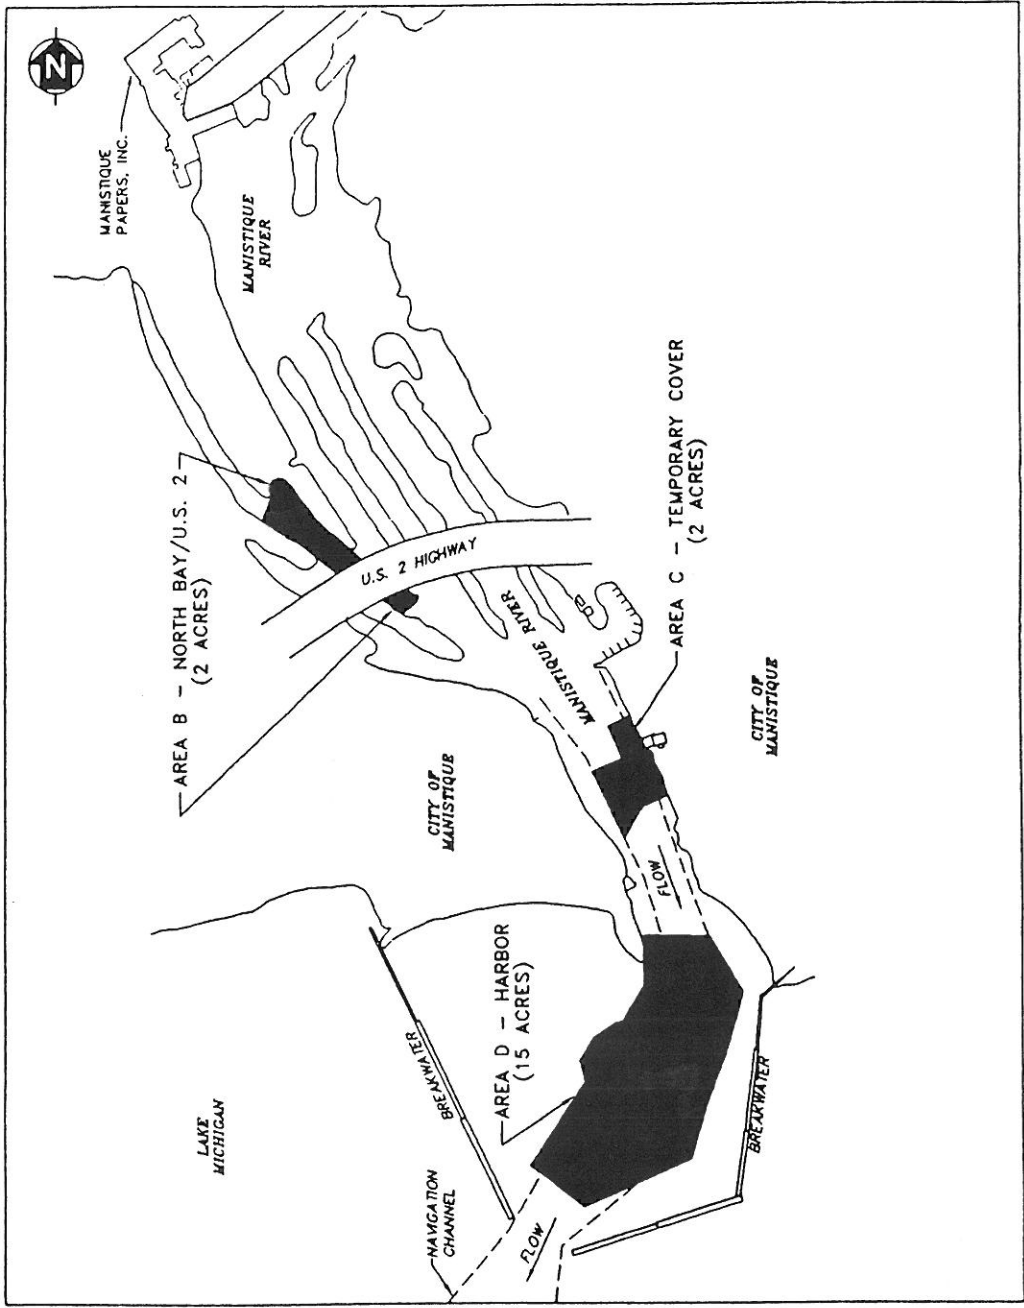 N
MANISTIQUE
PAPERS, INC.
MANISTIQUE
RIVER
AREA B - NORTH BAY/U.S. 2
(2 ACRES)
U.S. 2 HIGHWAY
AREA C - TEMPORARY COVER
(2 ACRES)
MANISTIQUE RIVER
CITY OF
MANISTIQUE
CITY OF
MANISTIQUE
FLOW
AREA D - HARBOR
(15 ACRES)
BREAKWATER
BREAKWATER
LAKE
MICHIGAN
NAVIGATION
CHANNEL
FLOW